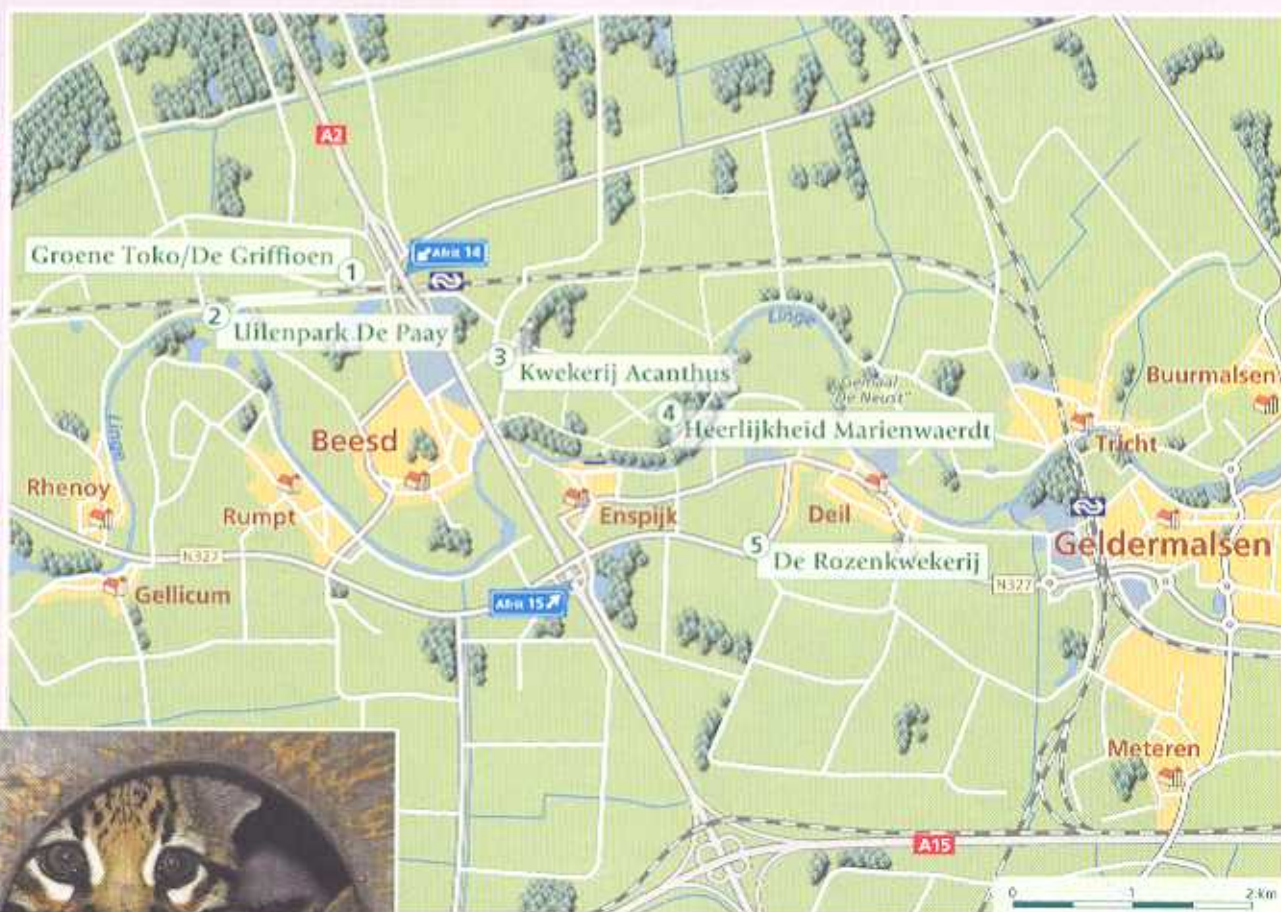 A2
Afrit 14
Groene Toko/De Griffioen
1
2
Uilenpark De Paay
3
Kwekerij Acanthus
Linge
"Gemaal
De Neust"
4
Heerlijkheid Marienwaerdt
Buurmalsen
Tricht
Linge
Beesd
Rhenoy
Rumpt
Enspijk
Deil
Geldermalsen
5
De Rozenkwekerij
N327
N327
Gellicum
Afrit 15
Meteren
A15
0 1 2 km